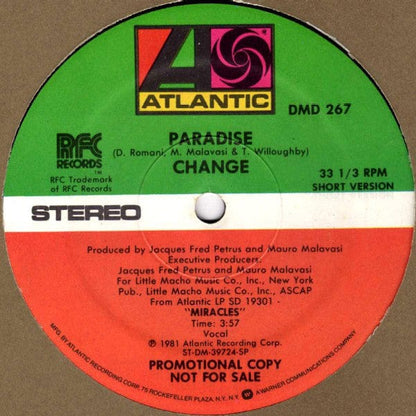 ATLANTIC
DMD 267
RFC
RECORDS
™
RFC Trademark
of RFC Records
PARADISE
(D. Romani, M. Malavasi & T. Willoughby)
CHANGE
33 1/3 RPM
SHORT VERSION
STEREO
Produced by Jacques Fred Petrus and Mauro Malavasi
Executive Producers:
Jacques Fred Petrus and Mauro Malavasi
For Little Macho Music Co., Inc., New York
Pub., Little Macho Music Co., Inc., ASCAP
From Atlantic LP SD 19301 -
"MIRACLES"
Time: 3:57
Vocal
℗ 1981 Atlantic Recording Corp.
ST-DM-39724-SP
PROMOTIONAL COPY
NOT FOR SALE
MFG. BY ATLANTIC RECORDING CORP., 75 ROCKEFELLER PLAZA, N.Y., N.Y. A WARNER COMMUNICATIONS CO.